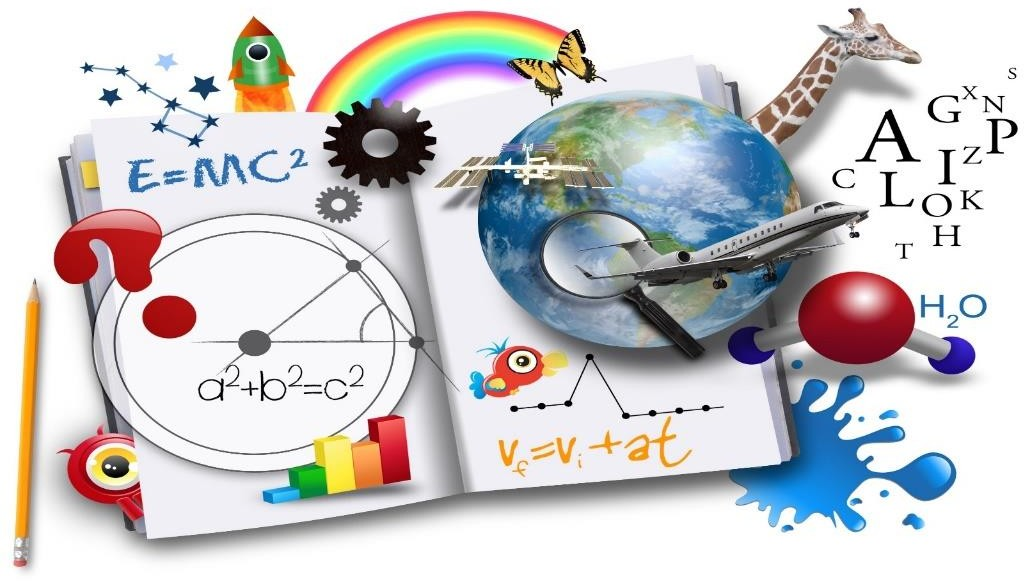 E=MC²
a²+b²=c²
v_f=v_i+at
S
G X N
A P
I Z
C L O K
H
T
H₂O